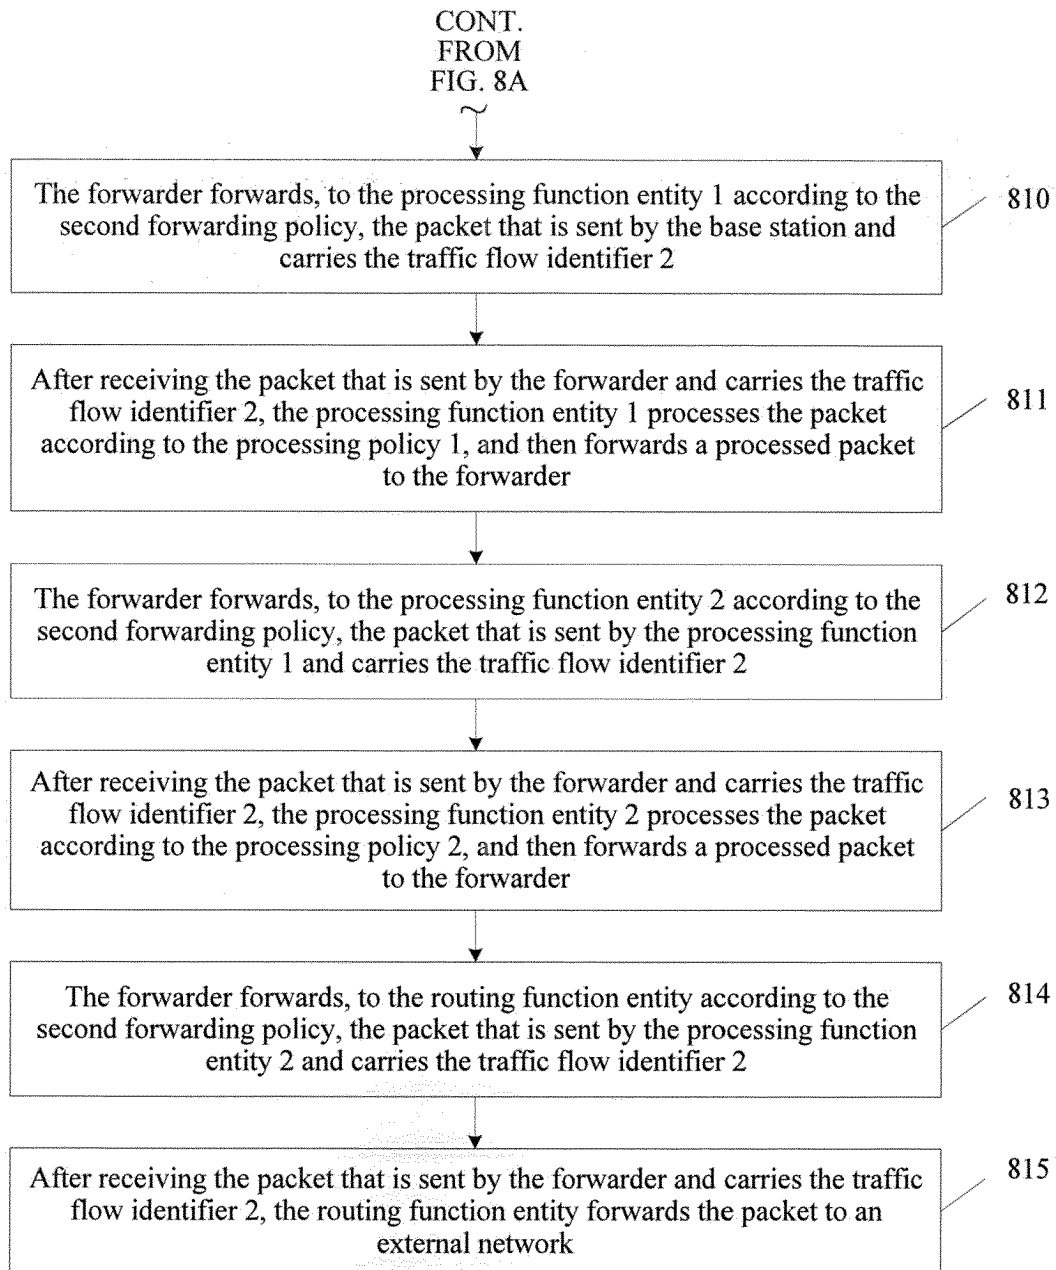 CONT.
FROM
FIG. 8A
The forwarder forwards, to the processing function entity 1 according to the
second forwarding policy, the packet that is sent by the base station and
carries the traffic flow identifier 2
810
After receiving the packet that is sent by the forwarder and carries the traffic
flow identifier 2, the processing function entity 1 processes the packet
according to the processing policy 1, and then forwards a processed packet
to the forwarder
811
The forwarder forwards, to the processing function entity 2 according to the
second forwarding policy, the packet that is sent by the processing function
entity 1 and carries the traffic flow identifier 2
812
After receiving the packet that is sent by the forwarder and carries the traffic
flow identifier 2, the processing function entity 2 processes the packet
according to the processing policy 2, and then forwards a processed packet
to the forwarder
813
The forwarder forwards, to the routing function entity according to the
second forwarding policy, the packet that is sent by the processing function
entity 2 and carries the traffic flow identifier 2
814
After receiving the packet that is sent by the forwarder and carries the traffic
flow identifier 2, the routing function entity forwards the packet to an
external network
815